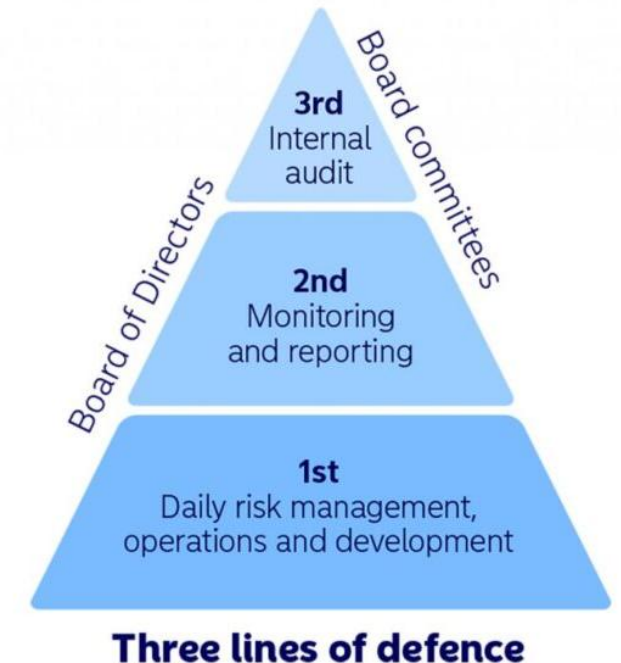 3rd
Internal
audit
Board committees
Board of Directors
2nd
Monitoring
and reporting
1st
Daily risk management,
operations and development
Three lines of defence